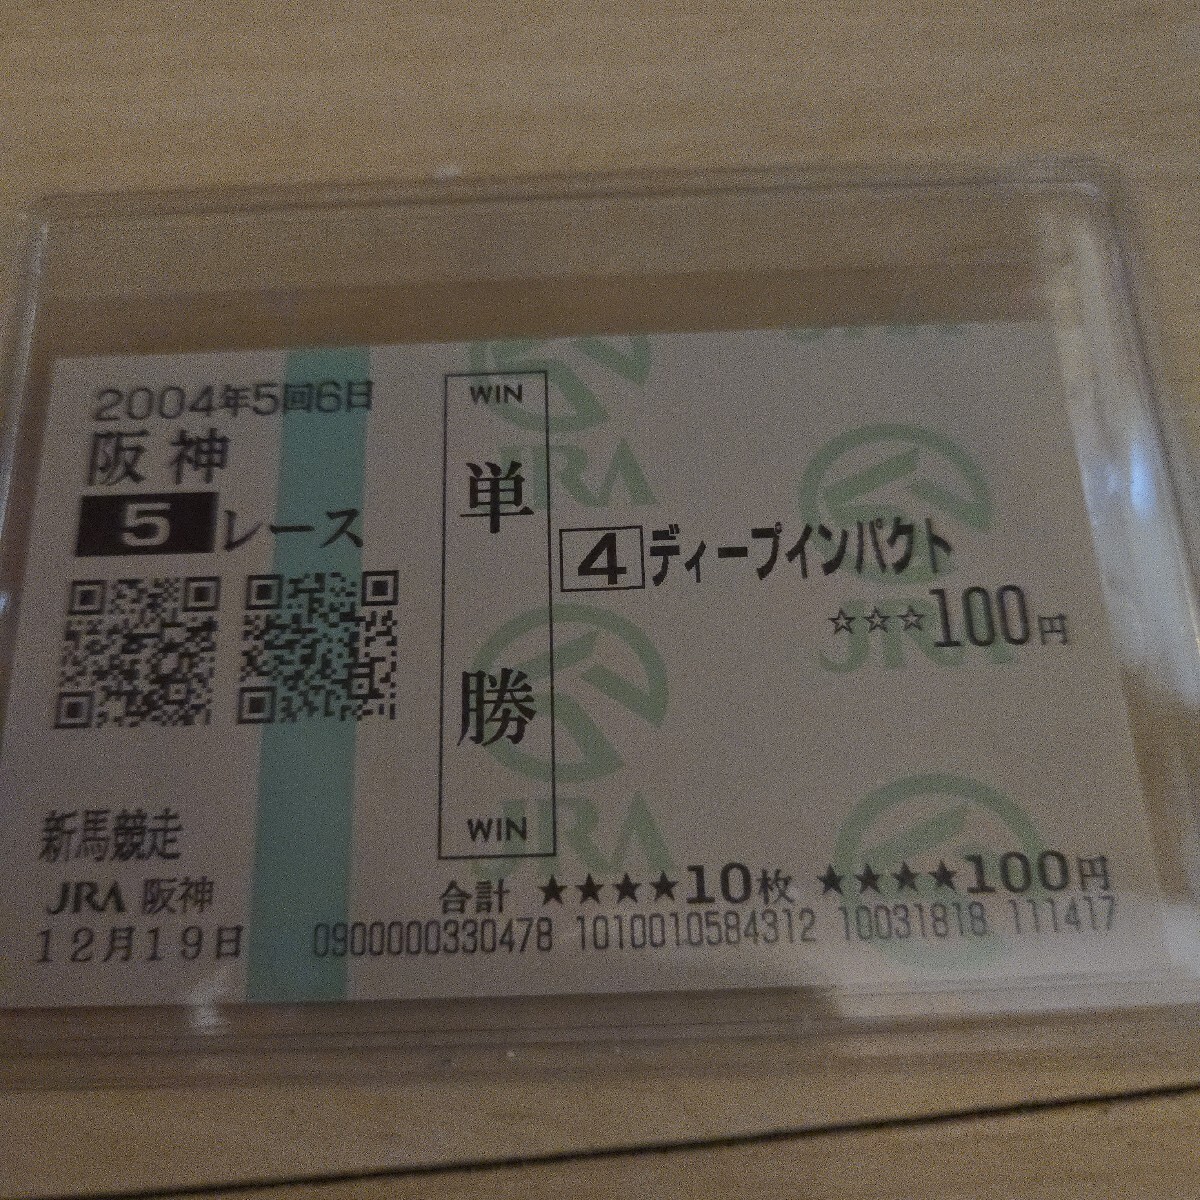 2004年5回6日
阪神
5レース
新馬競走
JRA 阪神
12月19日
WIN
単勝
WIN
4 ディープインパクト
☆☆☆100円
合計 ★★★★10枚 ★★★★100円
0900000330478 1010010584312 10031818 111417
JRA
JRA
JRA